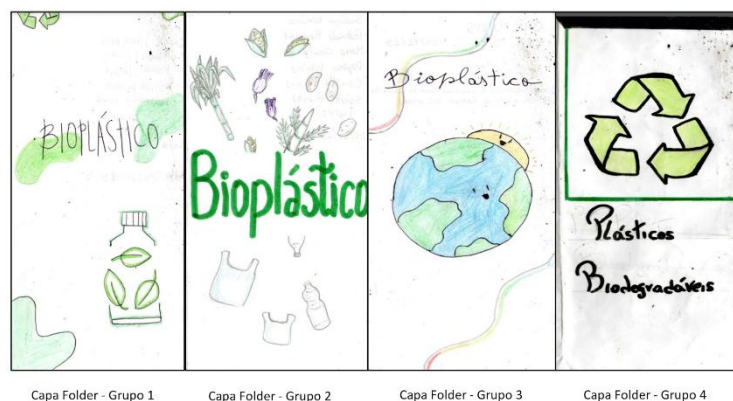 BIOPLÁSTICO
Bioplástico
Bioplástico
Plásticos
Biodegradáveis
Capa Folder - Grupo 1
Capa Folder - Grupo 2
Capa Folder - Grupo 3
Capa Folder - Grupo 4